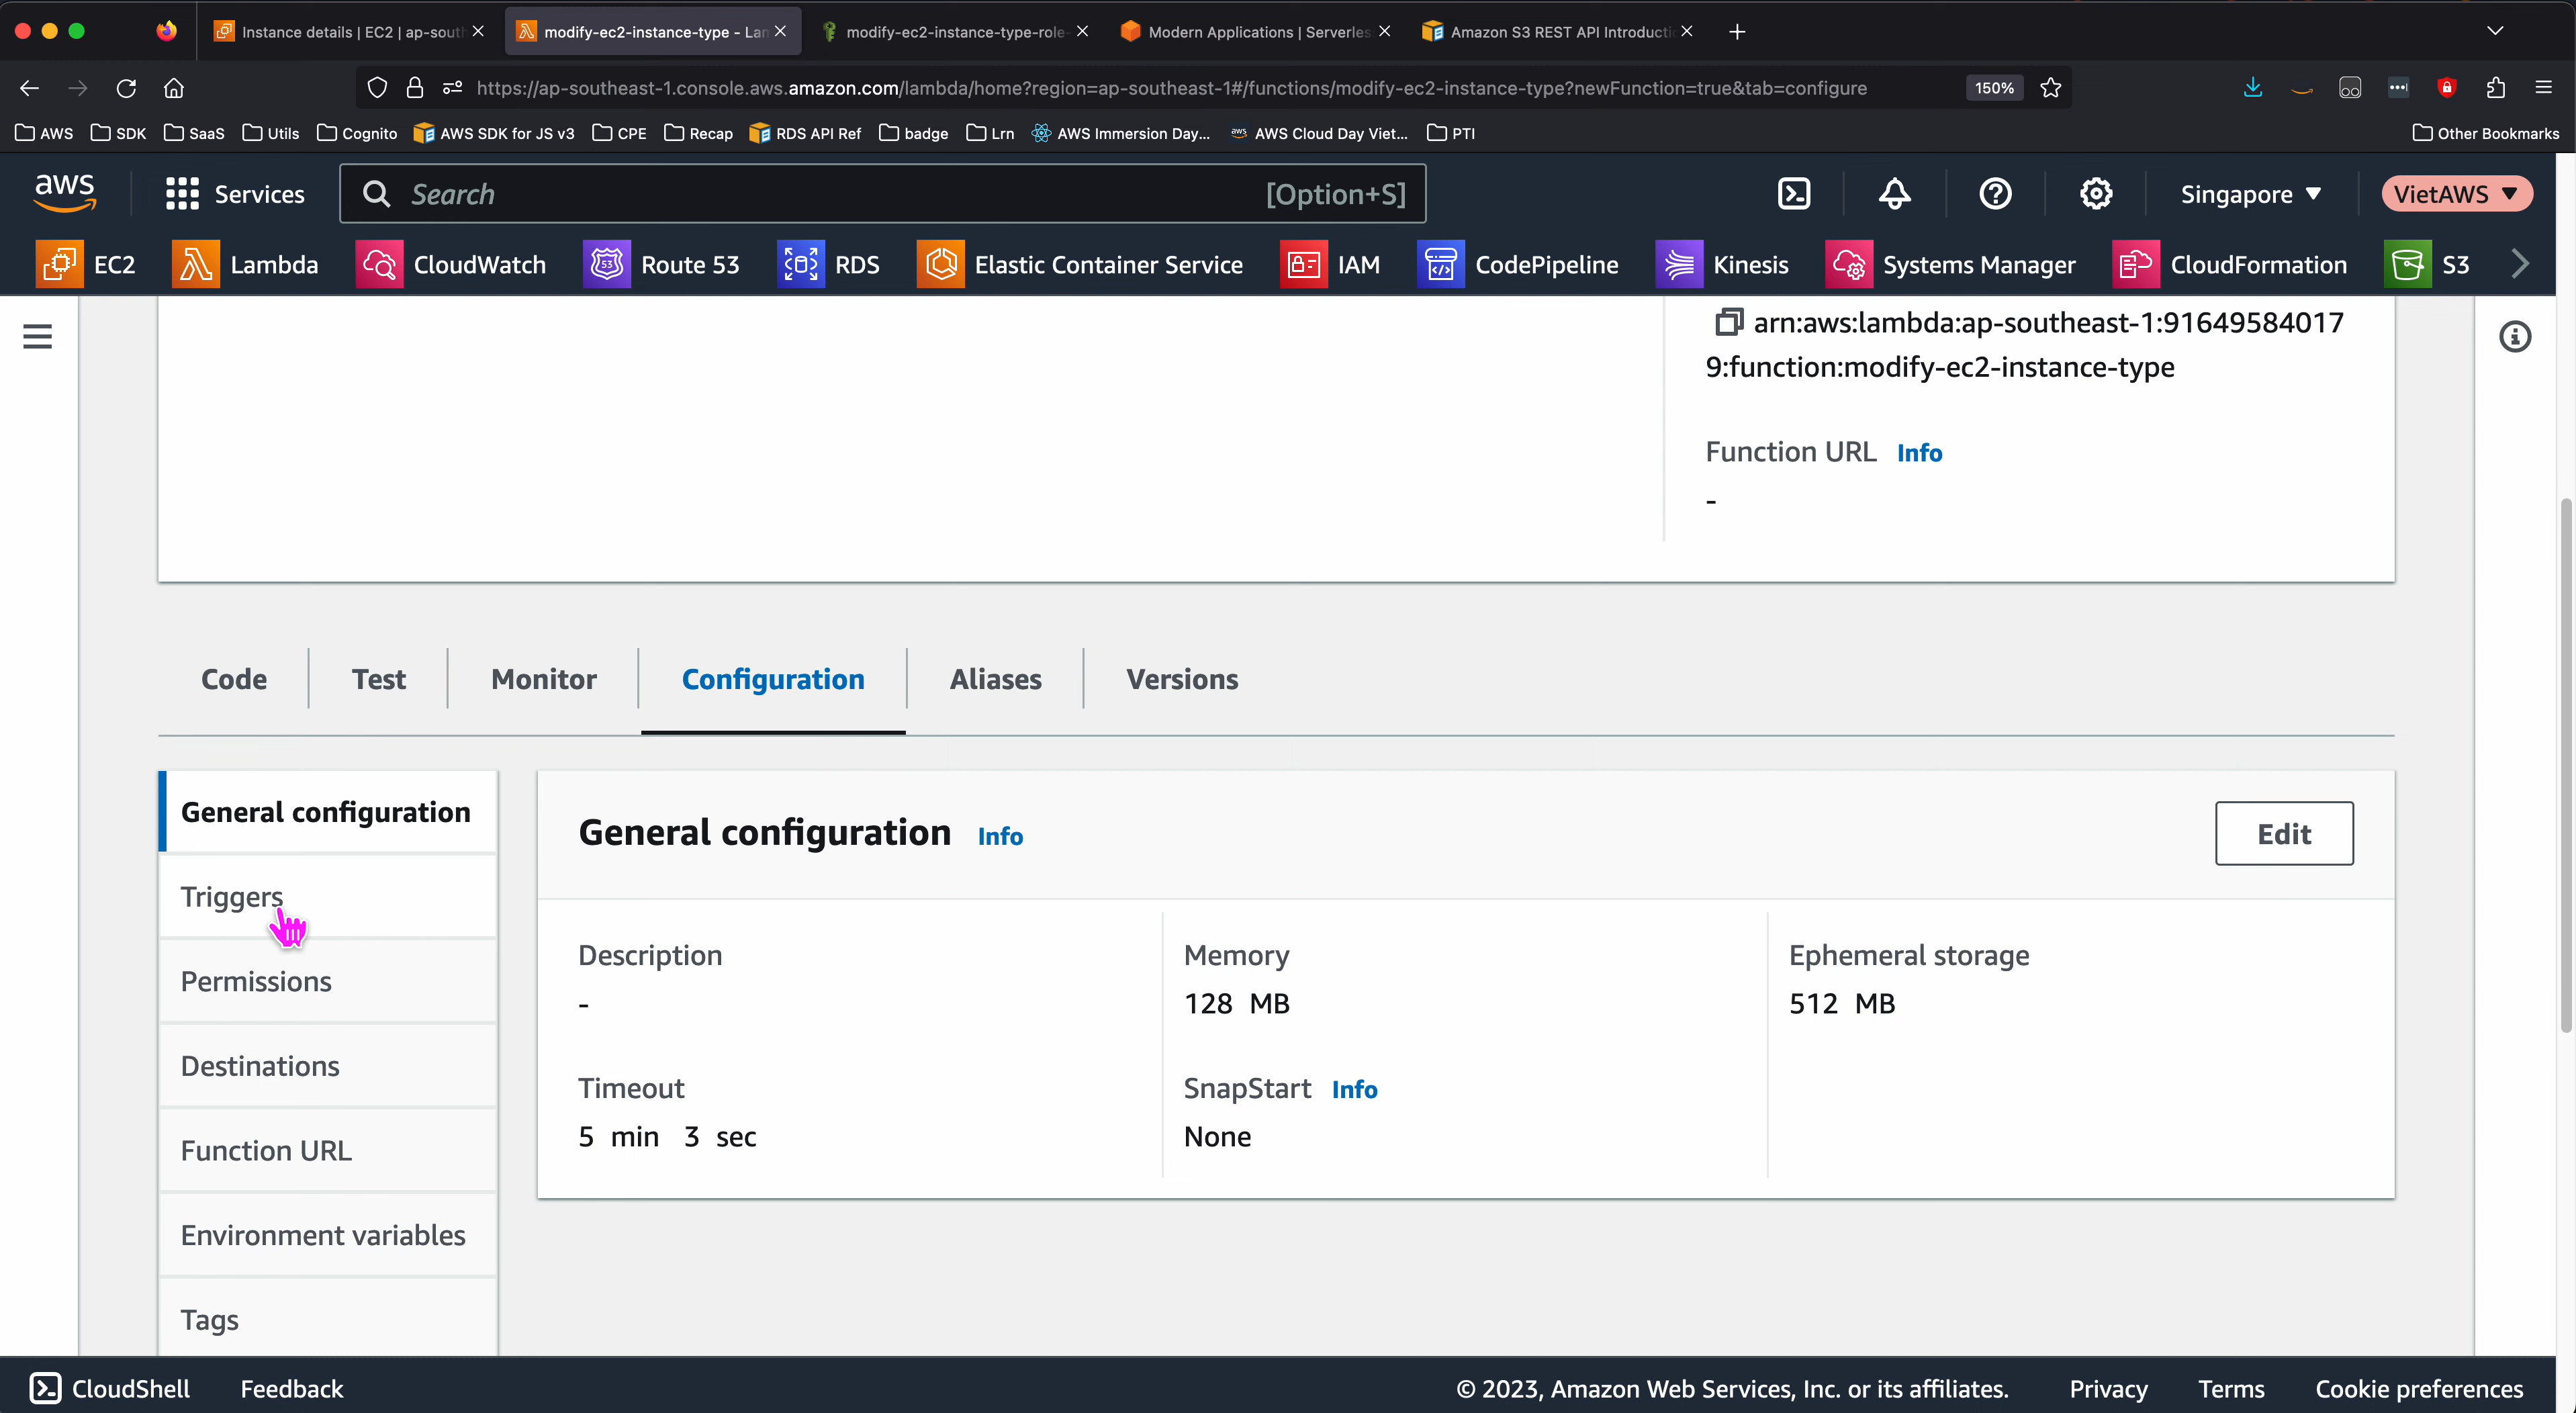 Instance details | EC2 | ap-south
modify-ec2-instance-type - Lam
modify-ec2-instance-type-role-
Modern Applications | Serverles
Amazon S3 REST API Introducti
https://ap-southeast-1.console.aws.amazon.com/lambda/home?region=ap-southeast-1#/functions/modify-ec2-instance-type?newFunction=true&tab=configure
150%
AWS
SDK
SaaS
Utils
Cognito
AWS SDK for JS v3
CPE
Recap
RDS API Ref
badge
Lrn
AWS Immersion Day...
aws AWS Cloud Day Viet...
PTI
Other Bookmarks
aws
Services
Search
[Option+S]
Singapore
VietAWS
EC2
Lambda
CloudWatch
53 Route 53
RDS
Elastic Container Service
IAM
CodePipeline
Kinesis
Systems Manager
CloudFormation
S3
arn:aws:lambda:ap-southeast-1:91649584017
9:function:modify-ec2-instance-type
Function URL Info
-
Code
Test
Monitor
Configuration
Aliases
Versions
General configuration
Triggers
Permissions
Destinations
Function URL
Environment variables
Tags
General configuration Info
Edit
Description
-
Memory
128 MB
Ephemeral storage
512 MB
Timeout
5 min 3 sec
SnapStart Info
None
CloudShell
Feedback
© 2023, Amazon Web Services, Inc. or its affiliates.
Privacy
Terms
Cookie preferences